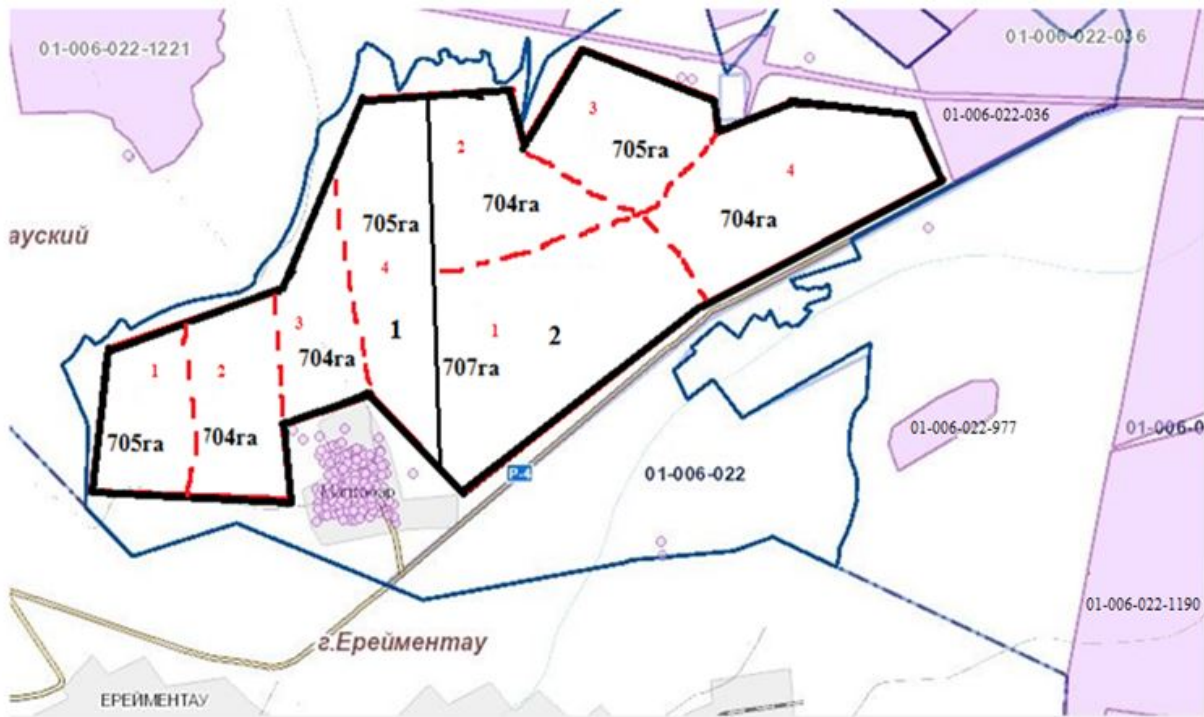 01-006-022-1221
01-006-022-036
01-006-022-036
3
2
705га
4
704га
705га
704га
ауский
4
1
1
2
3
1
2
704га
707га
705га
704га
01-006-022-977
01-006-0
P-4
01-006-022
01-006-022-1190
г.Ерейментау
ЕРЕЙМЕНТАУ